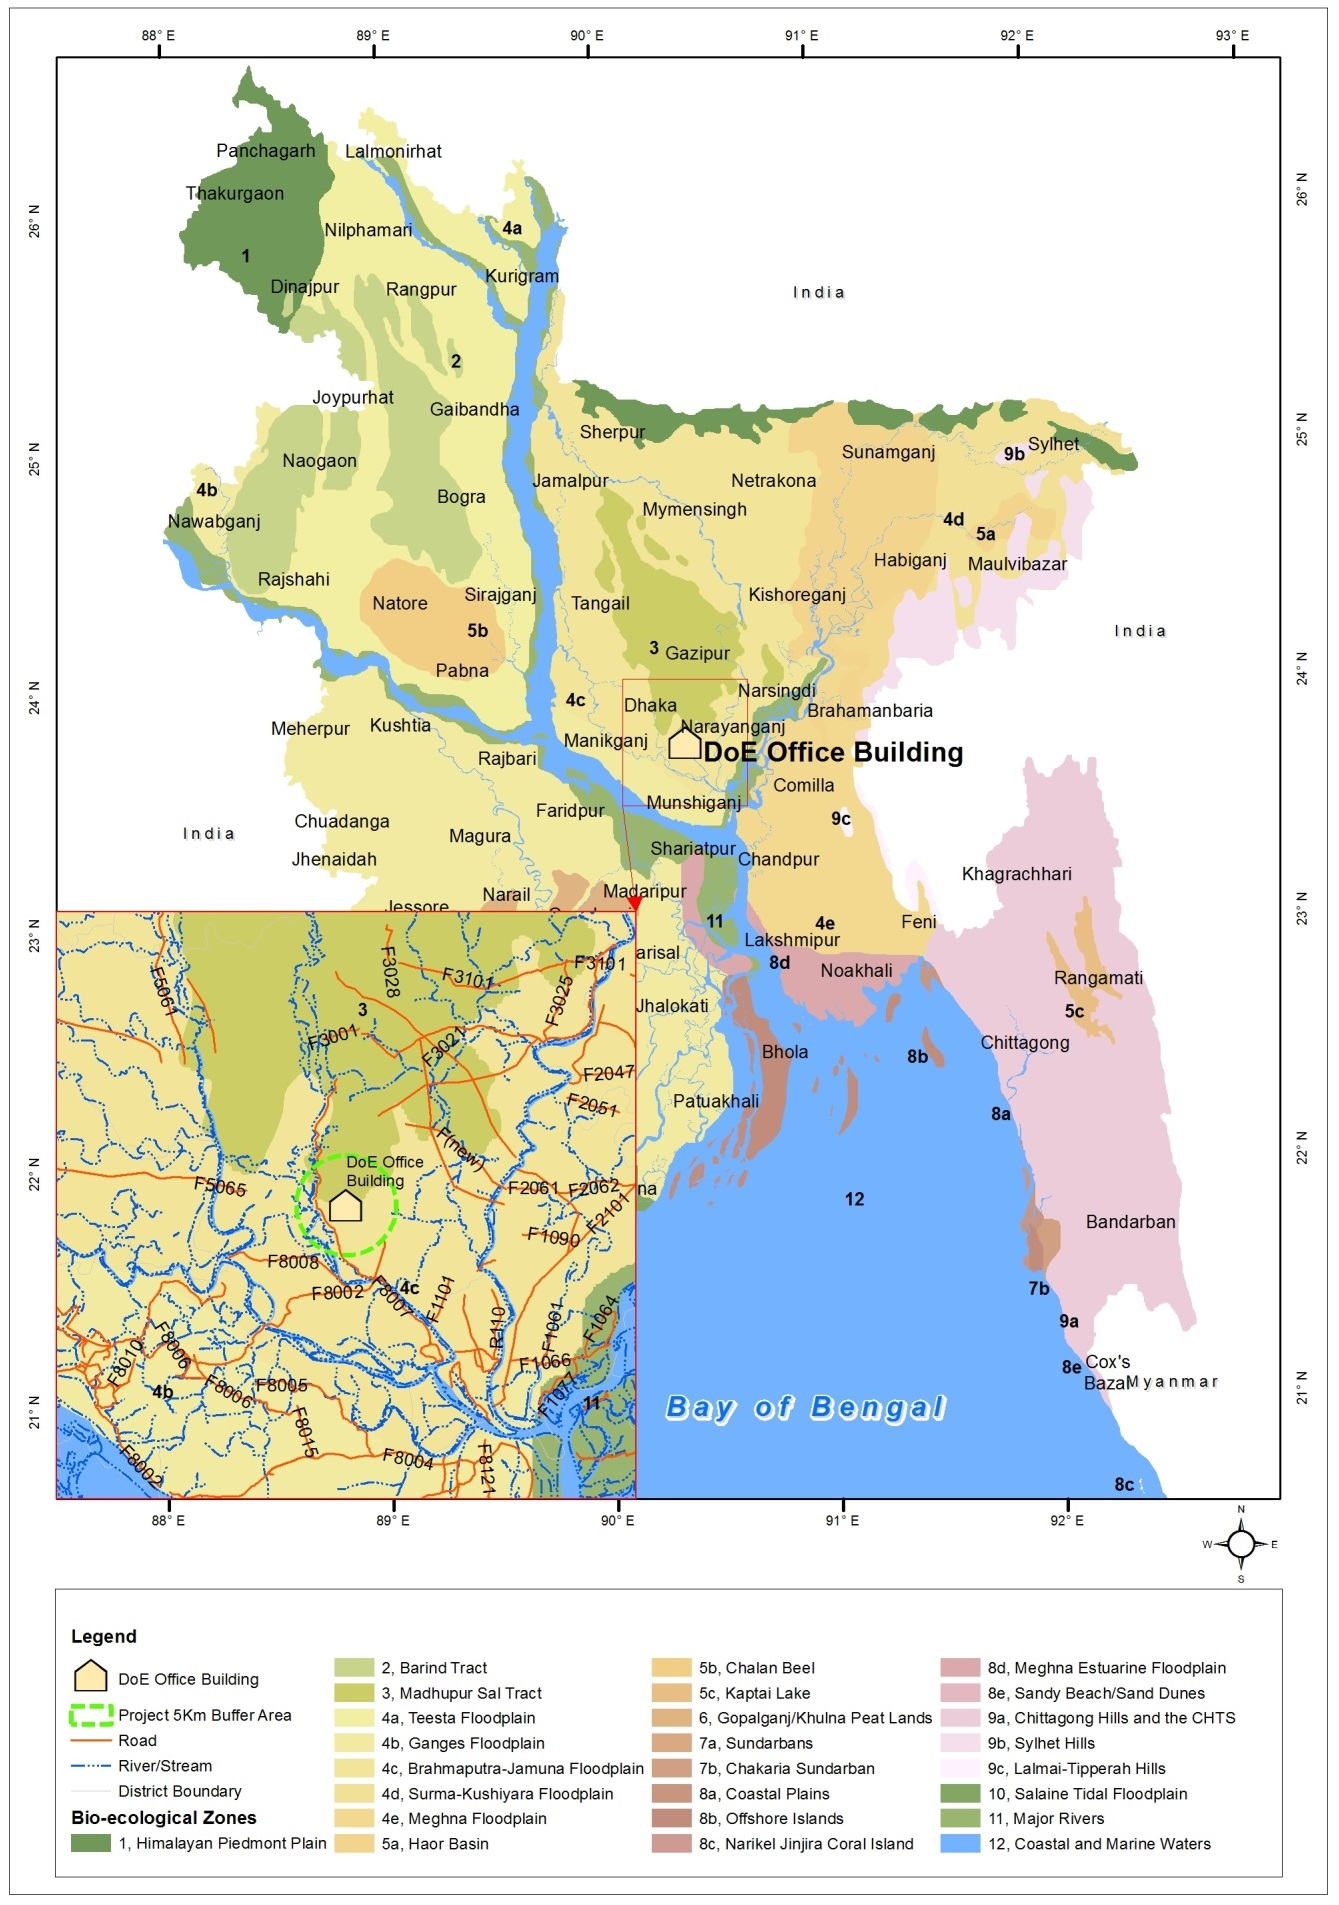 88° E 89° E 90° E 91° E 92° E 93° E
26° N
25° N
24° N
23° N
22° N
21° N
26° N
25° N
24° N
23° N
22° N
21° N
Panchagarh
Lalmonirhat
Thakurgaon
Nilphamari
4a
1
Kurigram
Dinajpur
Rangpur
India
2
Joypurhat
Gaibandha
Sherpur
Sunamganj
Sylhet
9b
Naogaon
Jamalpur
Netrakona
4b
Bogra
Mymensingh
Nawabganj
4d
5a
Habiganj
Maulvibazar
Rajshahi
Sirajganj
Kishoreganj
Natore
Tangail
5b
India
3
Gazipur
Pabna
Narsingdi
4c
Dhaka
Brahamanbaria
Meherpur
Kushtia
Narayanganj
Manikganj
DoE Office Building
Rajbari
Comilla
Munshiganj
Faridpur
9c
Chuadanga
India
Magura
Shariatpur
Chandpur
Jhenaidah
Khagrachhari
Madaripur
Narail
Jessore
11
4e
Feni
Lakshmipur
arisal
8d
Noakhali
Rangamati
Jhalokati
5c
Chittagong
Bhola
8b
Patuakhali
8a
na
12
Bandarban
7b
9a
8e
Cox's
Bazar
Myanmar
Bay of Bengal
8c
F5061
F3028
F3101
F3101
F3025
3
F3001
F3021
F2047
F2051
F(new)
DoE Office
Building
F5065
F2061
F2062
F2101
F1090
F8008
4c
F8002
F8007
F1101
R110
F1061
F1064
F8006
F8010
F1066
4b
F8006
F8005
F1077
11
F8015
F8002
F8004
F8121
88° E 89° E 90° E 91° E 92° E
N
W E
S
Legend
DoE Office Building
Project 5Km Buffer Area
Road
River/Stream
District Boundary
Bio-ecological Zones
1, Himalayan Piedmont Plain
2, Barind Tract
3, Madhupur Sal Tract
4a, Teesta Floodplain
4b, Ganges Floodplain
4c, Brahmaputra-Jamuna Floodplain
4d, Surma-Kushiyara Floodplain
4e, Meghna Floodplain
5a, Haor Basin
5b, Chalan Beel
5c, Kaptai Lake
6, Gopalganj/Khulna Peat Lands
7a, Sundarbans
7b, Chakaria Sundarban
8a, Coastal Plains
8b, Offshore Islands
8c, Narikel Jinjira Coral Island
8d, Meghna Estuarine Floodplain
8e, Sandy Beach/Sand Dunes
9a, Chittagong Hills and the CHTS
9b, Sylhet Hills
9c, Lalmai-Tipperah Hills
10, Salaine Tidal Floodplain
11, Major Rivers
12, Coastal and Marine Waters